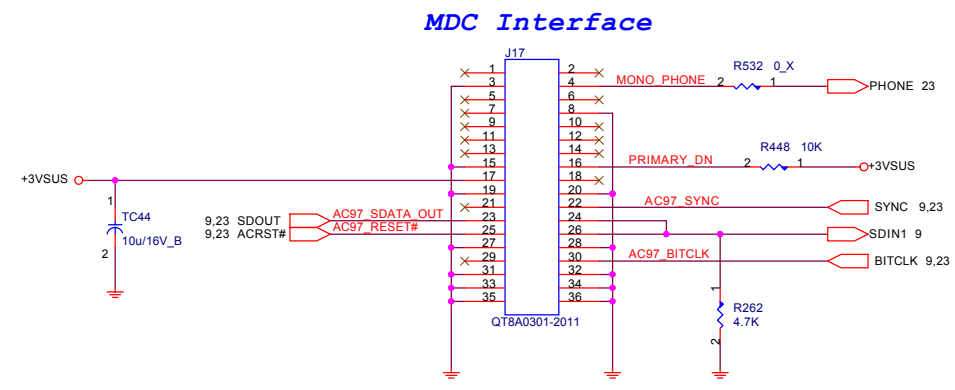 MDC Interface
J17
1 2
3 4 MONO_PHONE 2 R532 0_X 1 PHONE 23
5 6
7 8
9 10
11 12
13 14
15 16 PRIMARY_DN 2 R448 10K 1 +3VSUS
+3VSUS 17 18
19 20
21 22 AC97_SYNC SYNC 9,23
9,23 SDOUT AC97_SDATA_OUT 23 24
9,23 ACRST# AC97_RESET# 25 26 SDIN1 9
27 28
29 30 AC97_BITCLK BITCLK 9,23
31 32
33 34
35 36
QT8A0301-2011
1
TC44
10u/16V_B
2
1
R262
4.7K
2